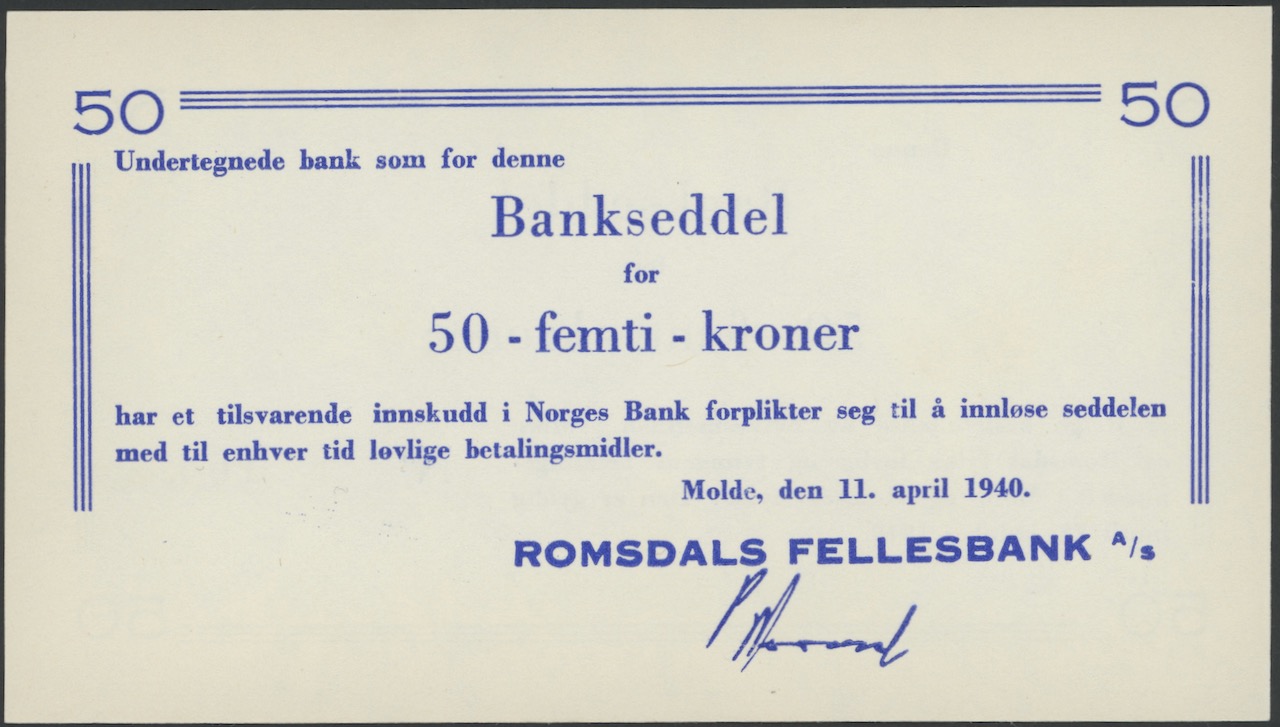 50 50
Undertegnede bank som for denne
Bankseddel
for
50 - femti - kroner
har et tilsvarende innskudd i Norges Bank forplikter seg til å innløse seddelen
med til enhver tid løvlige betalingsmidler.
Molde, den 11. april 1940.
ROMSDALS FELLESBANK A/S